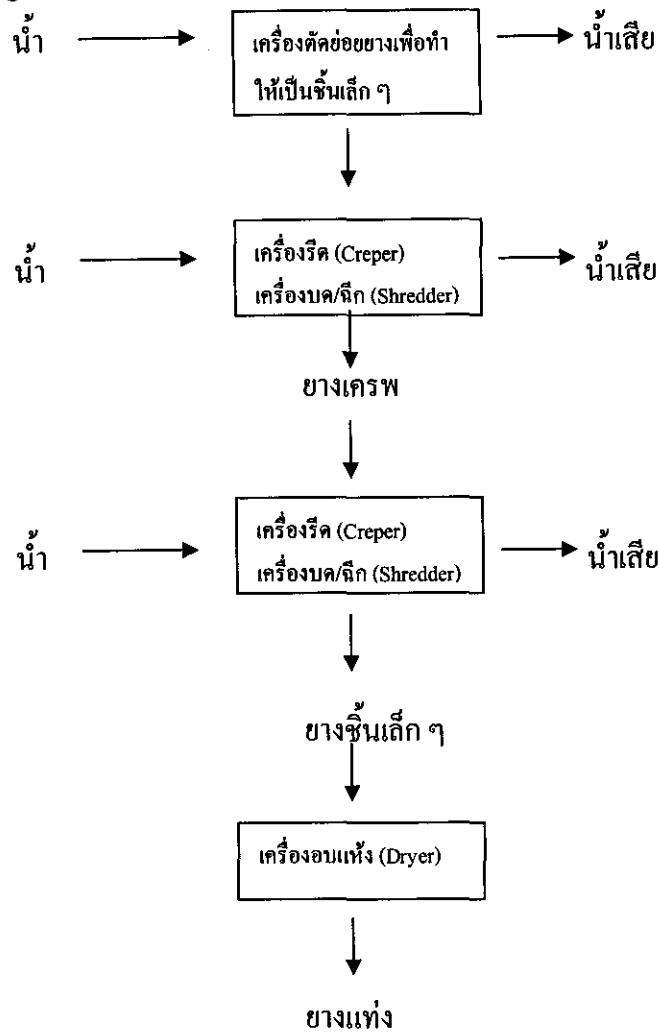 น้ำ
เครื่องตัดย่อยยางเพื่อทำ
ให้เป็นชิ้นเล็ก ๆ
น้ำเสีย
น้ำ
เครื่องรีด (Creper)
เครื่องบด/ฉีก (Shredder)
น้ำเสีย
ยางเครพ
น้ำ
เครื่องรีด (Creper)
เครื่องบด/ฉีก (Shredder)
น้ำเสีย
ยางชิ้นเล็ก ๆ
เครื่องอบแห้ง (Dryer)
ยางแท่ง